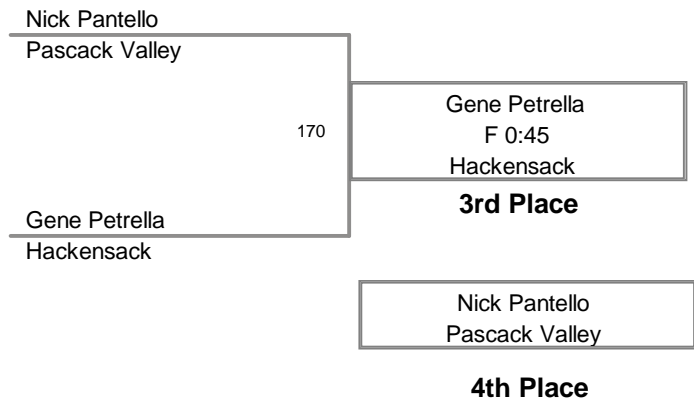 Nick Pantello
Pascack Valley
170
Gene Petrella
F 0:45
Hackensack
3rd Place
Gene Petrella
Hackensack
Nick Pantello
Pascack Valley
4th Place